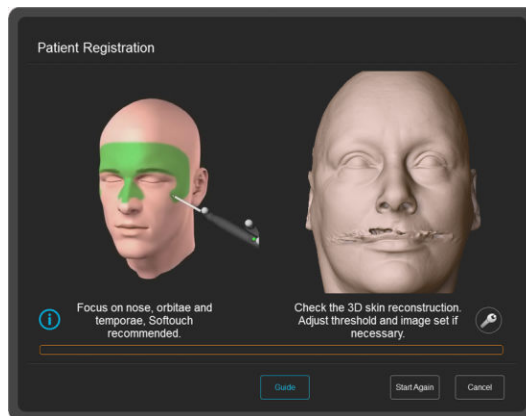 Patient Registration
Focus on nose, orbitae and
temporae, Softouch
recommended.
Check the 3D skin reconstruction.
Adjust threshold and image set if
necessary.
Guide
Start Again
Cancel